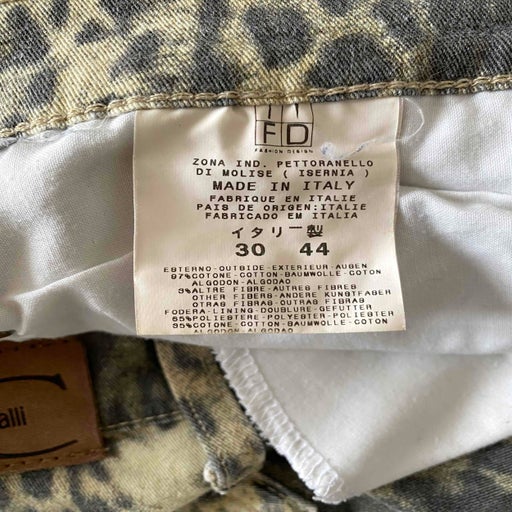 FD
FASHION DESIGN
ZONA IND. PETTORANELLO
DI MOLISE ( ISERNIA )
MADE IN ITALY
FABRIQUE EN ITALIE
PAIS DE ORIGEN:ITALIE
FABRICADO EM ITALIA
イタリー製
30 44
ESTERNO-OUTSIDE-EXTERIEUR-AUßEN
97%COTONE-COTTON-BAUMWOLLE-COTON
ALGODON-ALGODAO
3%ALTRE FIBRE-AUTRES FIBRES
OTHER FIBERS-ANDERE KUNSTFASER
OTRAS FIBRAS-OUTRAS FIBRAS
FODERA-LINING-DOUBLURE-GEFUTTER
65%POLIESTERE-POLYESTER-POLYESTER
35%COTONE-COTTON-BAUMWOLLE-COTON
ALGODON-ALGODAO
alli